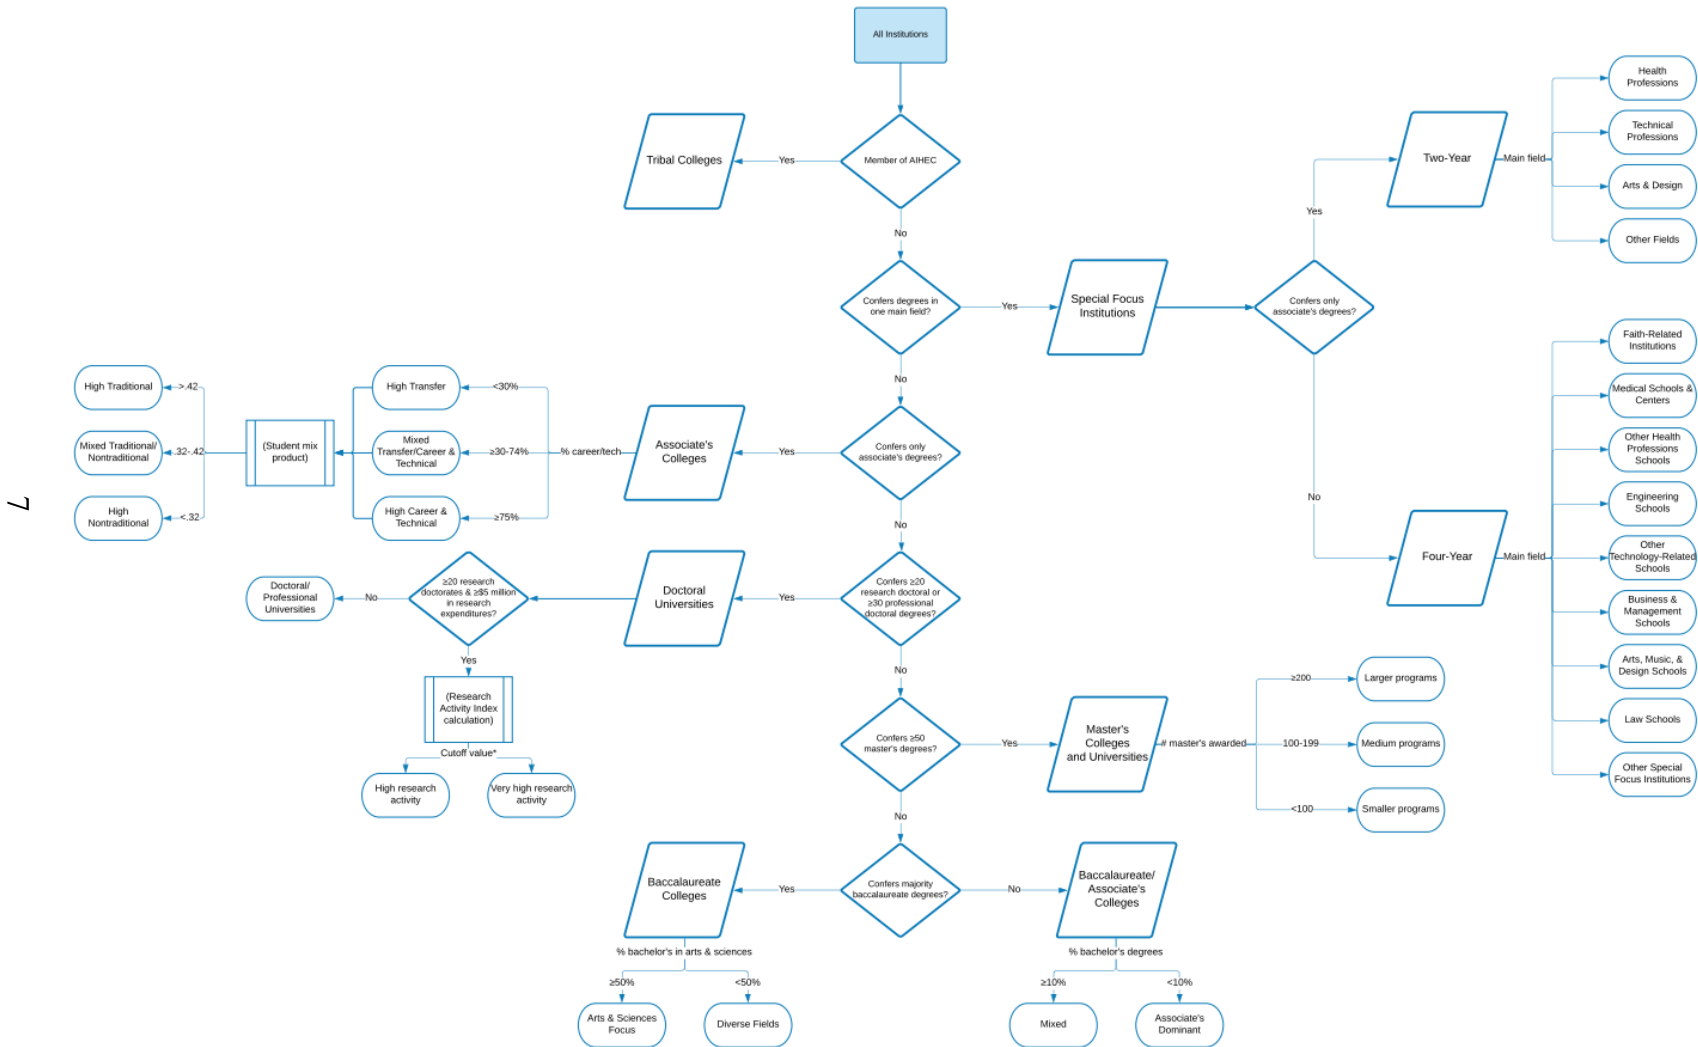 All Institutions
Member of AIHEC
Yes
Tribal Colleges
No
Confers degrees in
one main field?
Yes
Special Focus
Institutions
Confers only
associate's degrees?
Yes
Two-Year
Main field
Health
Professions
Technical
Professions
Arts & Design
Other Fields
No
Four-Year
Main field
Faith-Related
Institutions
Medical Schools &
Centers
Other Health
Professions
Schools
Engineering
Schools
Other
Technology-Related
Schools
Business &
Management
Schools
Arts, Music, &
Design Schools
Law Schools
Other Special
Focus Institutions
No
Confers only
associate's degrees?
Yes
Associate's
Colleges
% career/tech
<30%
≥30-74%
≥75%
High Transfer
Mixed
Transfer/Career &
Technical
High Career &
Technical
(Student mix
product)
>.42
.32-.42
<.32
High Traditional
Mixed Traditional/
Nontraditional
High
Nontraditional
7
No
Confers ≥20
research doctoral or
≥30 professional
doctoral degrees?
Yes
Doctoral
Universities
≥20 research
doctorates & ≥$5 million
in research
expenditures?
No
Doctoral/
Professional
Universities
Yes
(Research
Activity Index
calculation)
Cutoff value*
High research
activity
Very high research
activity
No
Confers ≥50
master's degrees?
Yes
Master's
Colleges
and Universities
# master's awarded
≥200
100-199
<100
Larger programs
Medium programs
Smaller programs
No
Confers majority
baccalaureate degrees?
Yes
Baccalaureate
Colleges
% bachelor's in arts & sciences
≥50%
<50%
Arts & Sciences
Focus
Diverse Fields
No
Baccalaureate/
Associate's
Colleges
% bachelor's degrees
≥10%
<10%
Mixed
Associate's
Dominant